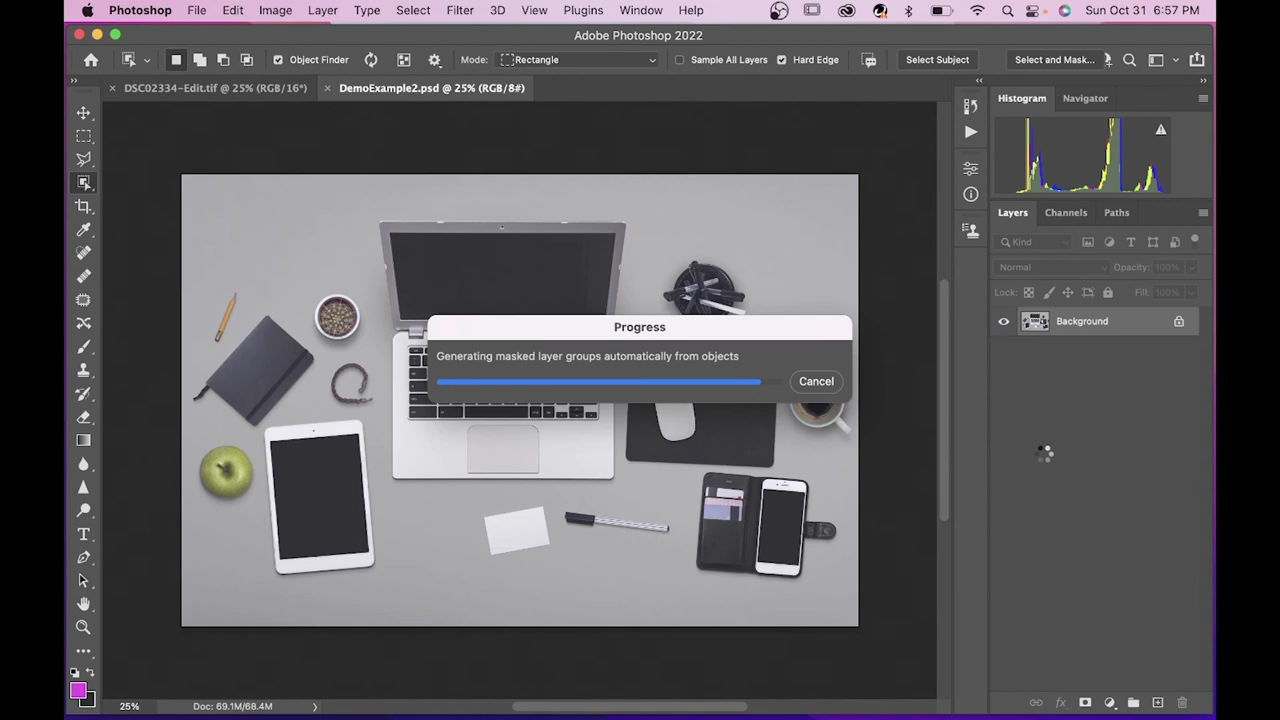 Photoshop File Edit Image Layer Type Select Filter 3D View Plugins Window Help Sun Oct 31 6:57 PM
Adobe Photoshop 2022
Object Finder Mode: Rectangle Sample All Layers Hard Edge Select Subject Select and Mask...
DSC02334-Edit.tif @ 25% (RGB/16*) DemoExample2.psd @ 25% (RGB/8#)
Histogram Navigator
Layers Channels Paths
Kind
Normal Opacity: 100%
Lock: Fill: 100%
Background
Progress
Generating masked layer groups automatically from objects
Cancel
25% Doc: 69.1M/68.4M